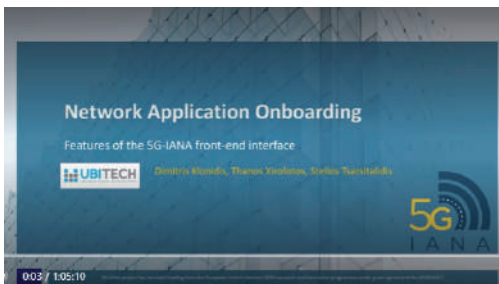 Network Application Onboarding
Features of the 5G-IANA front-end interface
UBITECH
Dimitris Klonidis, Thanos Xirofotos, Stelios Tsarsitalidis
5G
IANA
0:03 / 1:05:10